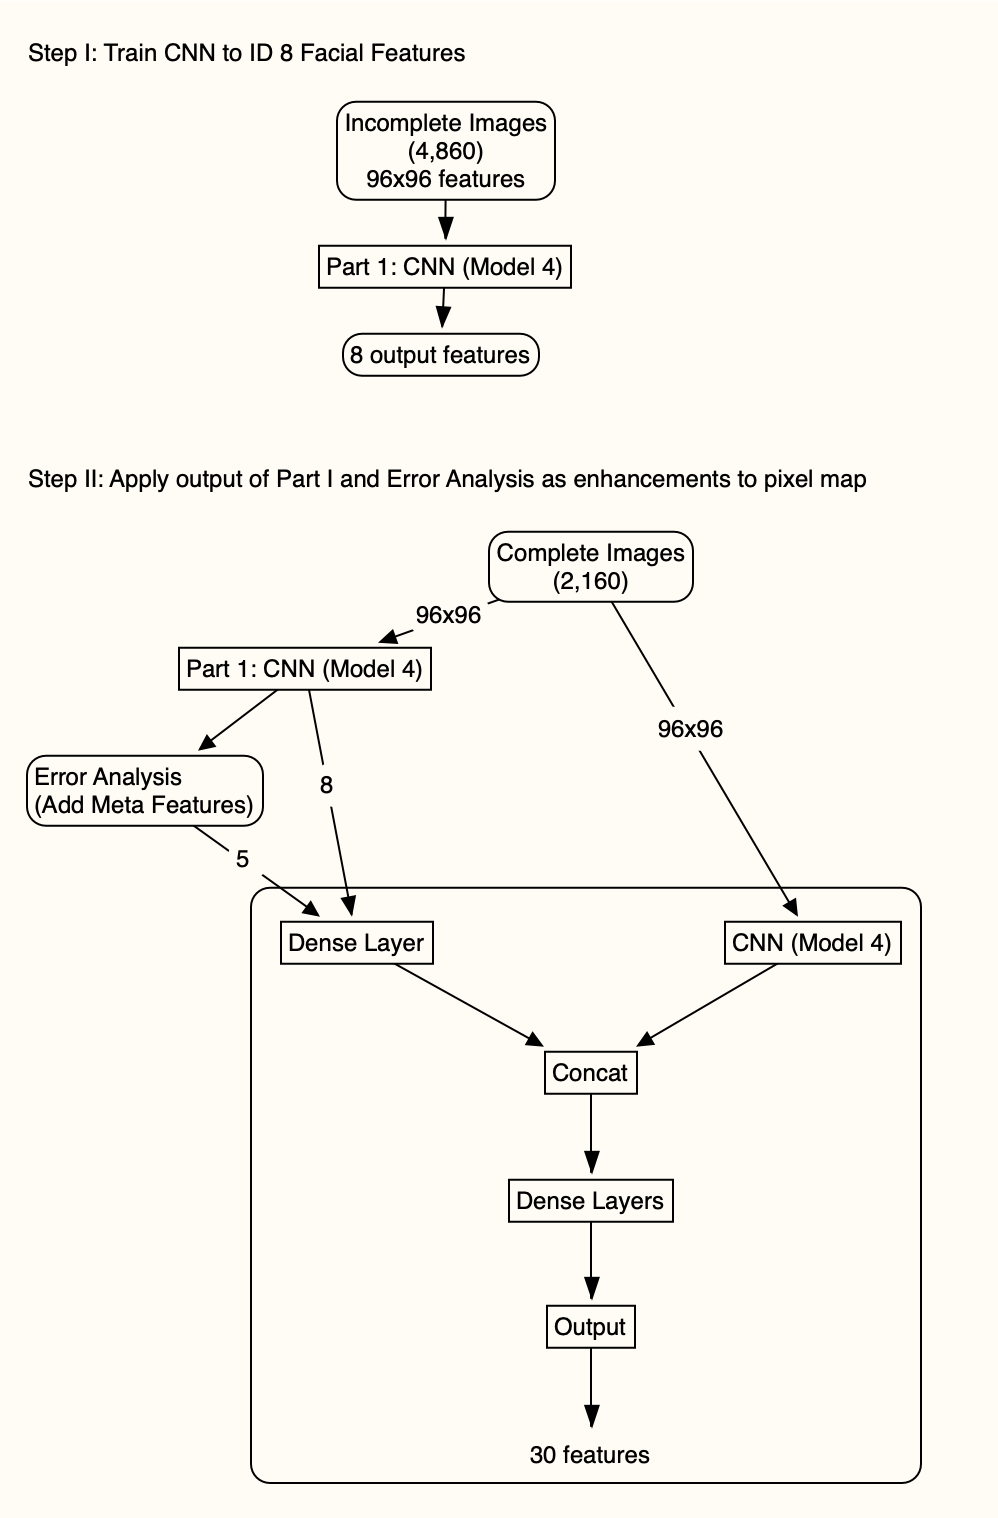 Step I: Train CNN to ID 8 Facial Features
Incomplete Images
(4,860)
96x96 features
Part 1: CNN (Model 4)
8 output features
Step II: Apply output of Part I and Error Analysis as enhancements to pixel map
Complete Images
(2,160)
96x96
Part 1: CNN (Model 4)
96x96
Error Analysis
(Add Meta Features)
8
5
Dense Layer
CNN (Model 4)
Concat
Dense Layers
Output
30 features